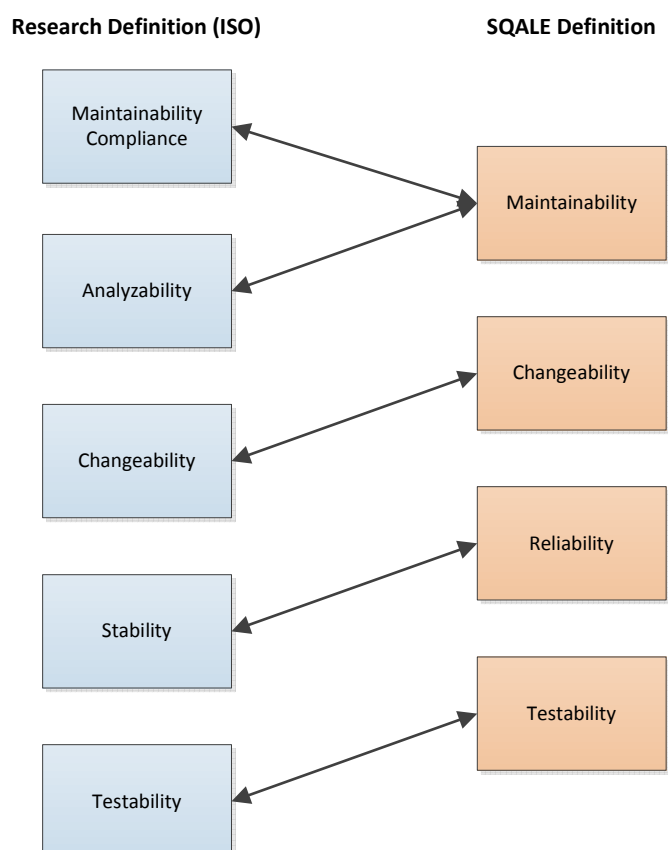 Research Definition (ISO)
SQALE Definition
Maintainability
Compliance
Maintainability
Analyzability
Changeability
Changeability
Reliability
Stability
Testability
Testability